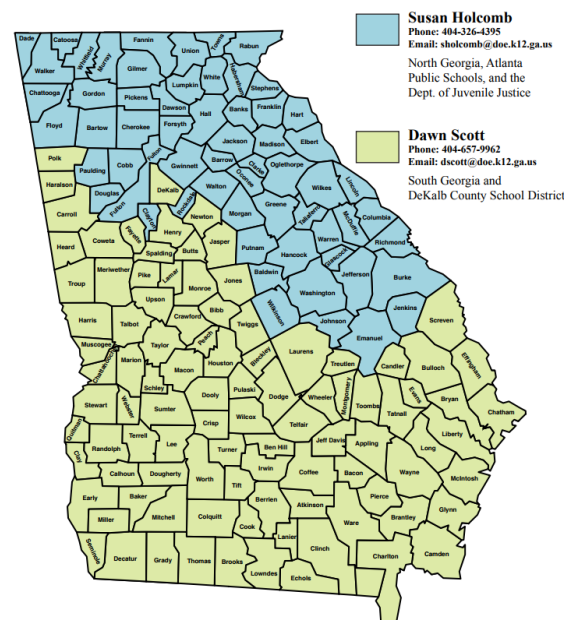 Susan Holcomb
Phone: 404-326-4395
Email: sholcomb@doe.k12.ga.us
North Georgia, Atlanta
Public Schools, and the
Dept. of Juvenile Justice
Dawn Scott
Phone: 404-657-9962
Email: dscott@doe.k12.ga.us
South Georgia and
DeKalb County School District
Dade
Catoosa
Whitfield
Murray
Fannin
Union
Towns
Rabun
Walker
Gilmer
White
Habersham
Stephens
Lumpkin
Chattooga
Gordon
Pickens
Dawson
Hall
Banks
Franklin
Hart
Floyd
Bartow
Cherokee
Forsyth
Jackson
Madison
Elbert
Polk
Paulding
Cobb
Fulton
Gwinnett
Barrow
Clarke
Oconee
Oglethorpe
Wilkes
Lincoln
Haralson
Douglas
Fulton
DeKalb
Rockdale
Walton
Morgan
Greene
Taliaferro
McDuffie
Columbia
Richmond
Carroll
Clayton
Newton
Fayette
Henry
Jasper
Putnam
Hancock
Warren
Glascock
Heard
Coweta
Spalding
Butts
Baldwin
Jefferson
Burke
Troup
Meriwether
Pike
Lamar
Monroe
Jones
Washington
Wilkinson
Jenkins
Upson
Bibb
Crawford
Twiggs
Johnson
Emanuel
Screven
Harris
Talbot
Taylor
Peach
Houston
Bleckley
Laurens
Treutlen
Candler
Bulloch
Effingham
Muscogee
Chattahoochee
Marion
Macon
Schley
Dooly
Pulaski
Dodge
Wheeler
Montgomery
Toombs
Evans
Tattnall
Bryan
Chatham
Stewart
Webster
Sumter
Crisp
Wilcox
Telfair
Liberty
Quitman
Randolph
Terrell
Lee
Turner
Ben Hill
Jeff Davis
Appling
Long
Clay
Calhoun
Dougherty
Worth
Irwin
Coffee
Bacon
Wayne
McIntosh
Tift
Early
Baker
Berrien
Atkinson
Pierce
Miller
Mitchell
Colquitt
Cook
Ware
Brantley
Glynn
Lanier
Clinch
Seminole
Decatur
Grady
Thomas
Brooks
Lowndes
Echols
Charlton
Camden